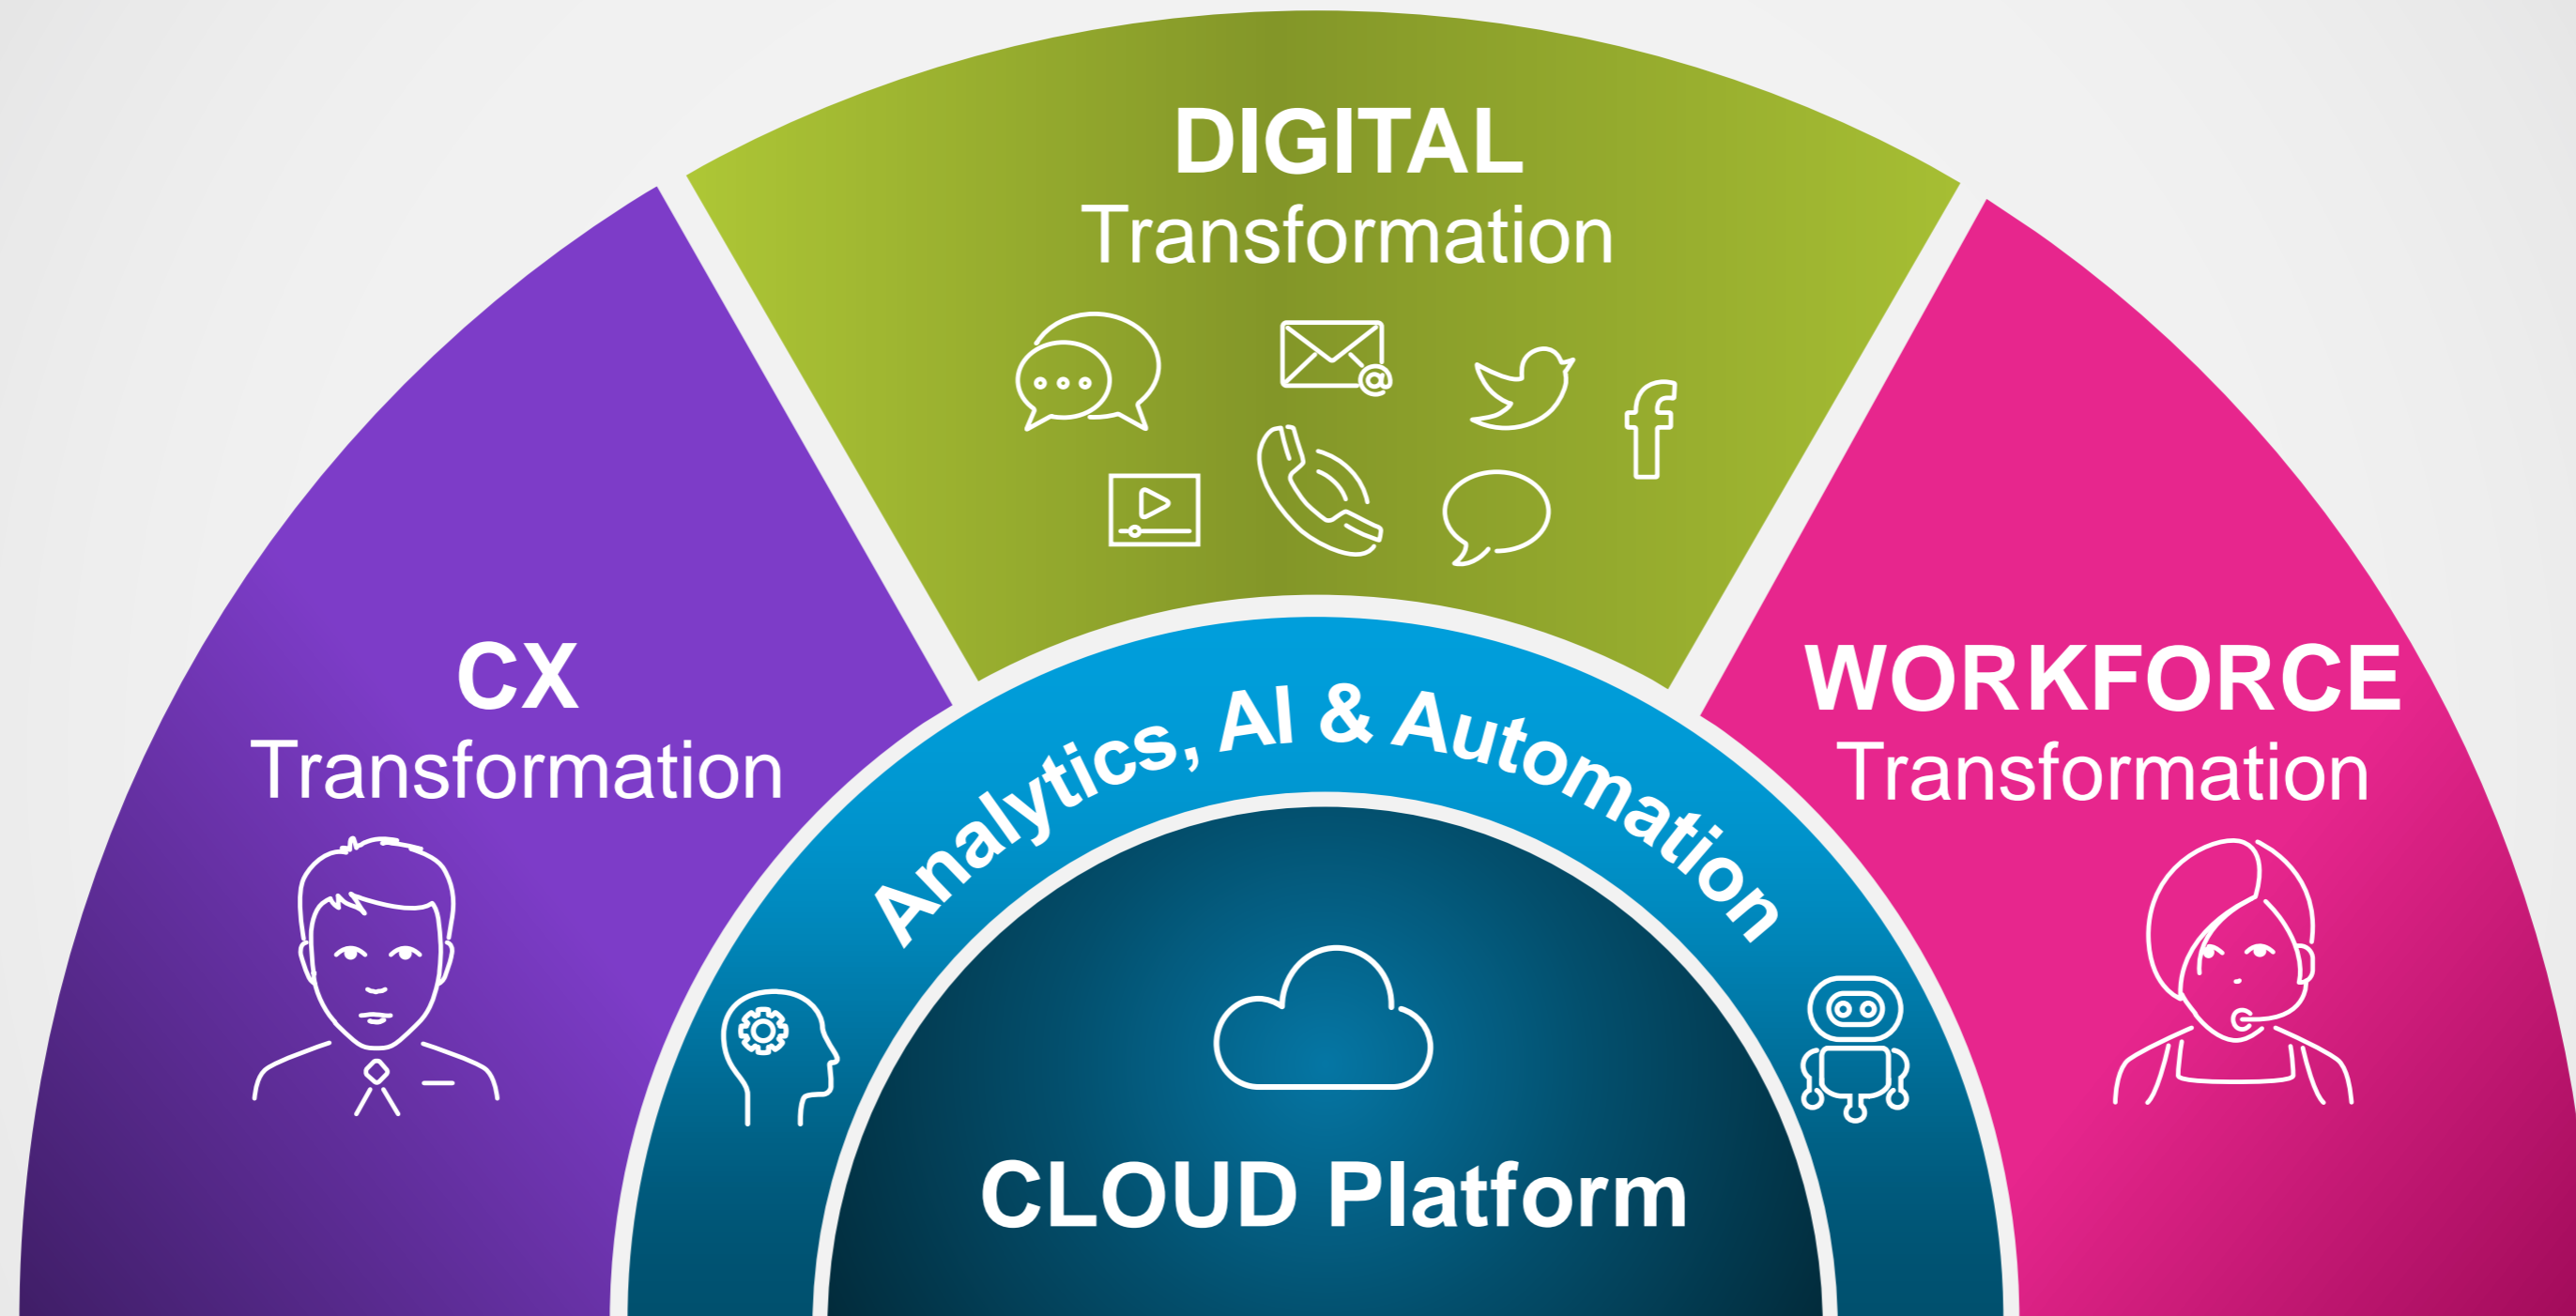 DIGITAL
Transformation
CX
Transformation
WORKFORCE
Transformation
Analytics, AI & Automation
CLOUD Platform